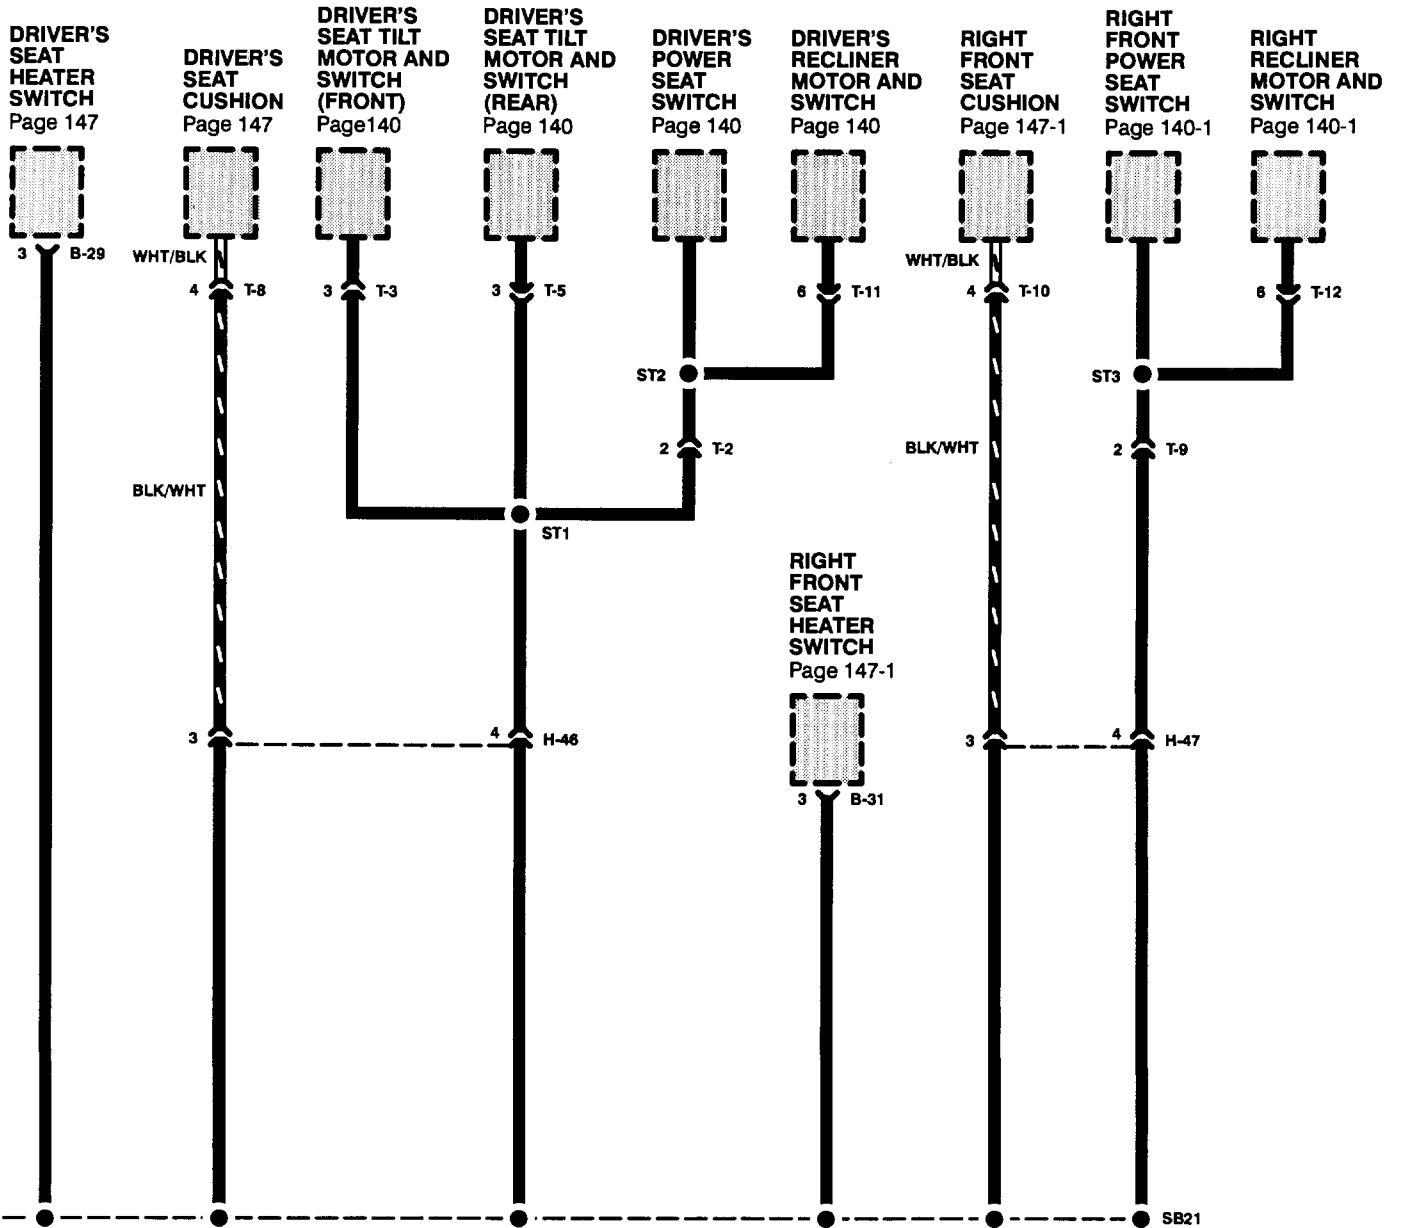 DRIVER'S
SEAT
HEATER
SWITCH
Page 147
DRIVER'S
SEAT
CUSHION
Page 147
DRIVER'S
SEAT TILT
MOTOR AND
SWITCH
(FRONT)
Page140
DRIVER'S
SEAT TILT
MOTOR AND
SWITCH
(REAR)
Page 140
DRIVER'S
POWER
SEAT
SWITCH
Page 140
DRIVER'S
RECLINER
MOTOR AND
SWITCH
Page 140
RIGHT
FRONT
SEAT
CUSHION
Page 147-1
RIGHT
FRONT
POWER
SEAT
SWITCH
Page 140-1
RIGHT
RECLINER
MOTOR AND
SWITCH
Page 140-1
3 B-29
WHT/BLK
4 T-8
3 T-3
3 T-5
6 T-11
WHT/BLK
4 T-10
6 T-12
ST2
ST3
2 T-2
BLK/WHT
2 T-9
BLK/WHT
ST1
RIGHT
FRONT
SEAT
HEATER
SWITCH
Page 147-1
3
4 H-46
3
4 H-47
3 B-31
SB21